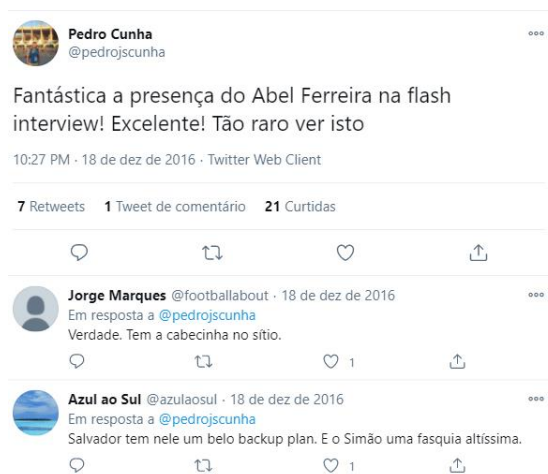 Pedro Cunha
@pedrojscunha
Fantástica a presença do Abel Ferreira na flash
interview! Excelente! Tão raro ver isto
10:27 PM · 18 de dez de 2016 · Twitter Web Client
7 Retweets 1 Tweet de comentário 21 Curtidas
Jorge Marques @footballabout · 18 de dez de 2016
Em resposta a @pedrojscunha
Verdade. Tem a cabecinha no sítio.
1
Azul ao Sul @azulaosul · 18 de dez de 2016
Em resposta a @pedrojscunha
Salvador tem nele um belo backup plan. E o Simão uma fasquia altíssima.
1